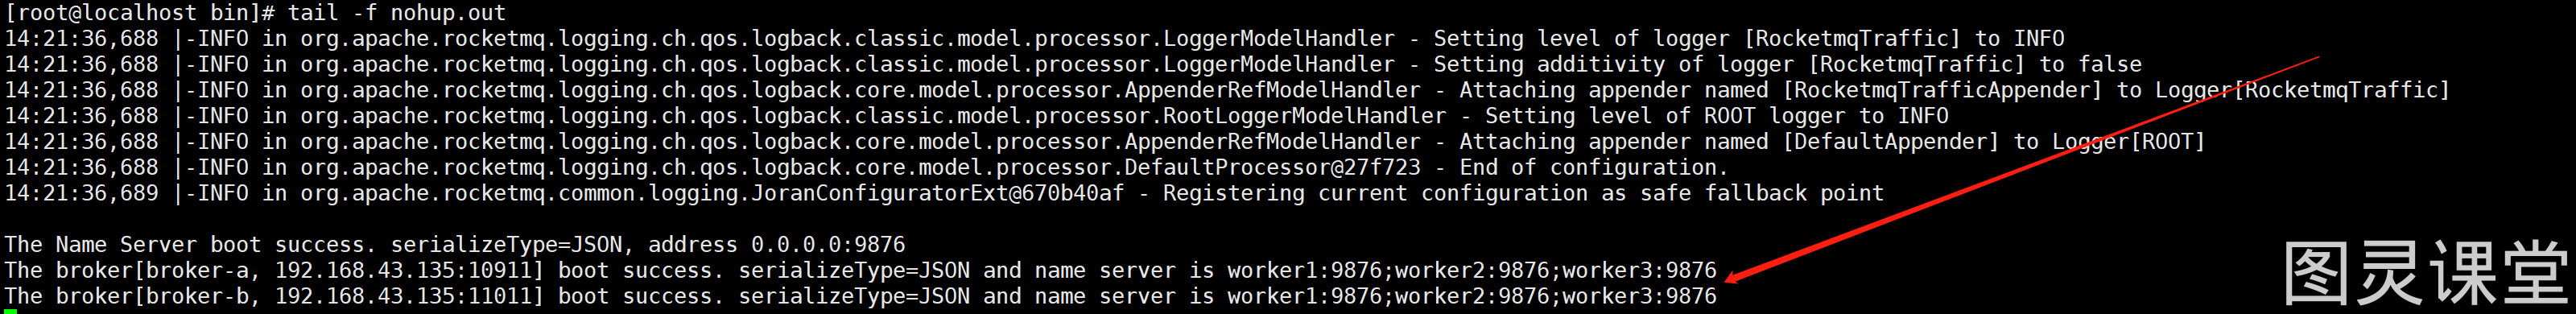 [root@localhost bin]# tail -f nohup.out
14:21:36,688 |-INFO in org.apache.rocketmq.logging.ch.qos.logback.classic.model.processor.LoggerModelHandler - Setting level of logger [RocketmqTraffic] to INFO
14:21:36,688 |-INFO in org.apache.rocketmq.logging.ch.qos.logback.classic.model.processor.LoggerModelHandler - Setting additivity of logger [RocketmqTraffic] to false
14:21:36,688 |-INFO in org.apache.rocketmq.logging.ch.qos.logback.core.model.processor.AppenderRefModelHandler - Attaching appender named [RocketmqTrafficAppender] to Logger[RocketmqTraffic]
14:21:36,688 |-INFO in org.apache.rocketmq.logging.ch.qos.logback.classic.model.processor.RootLoggerModelHandler - Setting level of ROOT logger to INFO
14:21:36,688 |-INFO in org.apache.rocketmq.logging.ch.qos.logback.core.model.processor.AppenderRefModelHandler - Attaching appender named [DefaultAppender] to Logger[ROOT]
14:21:36,688 |-INFO in org.apache.rocketmq.logging.ch.qos.logback.core.model.processor.DefaultProcessor@27f723 - End of configuration.
14:21:36,689 |-INFO in org.apache.rocketmq.common.logging.JoranConfiguratorExt@670b40af - Registering current configuration as safe fallback point
The Name Server boot success. serializeType=JSON, address 0.0.0.0:9876
The broker[broker-a, 192.168.43.135:10911] boot success. serializeType=JSON and name server is worker1:9876;worker2:9876;worker3:9876
The broker[broker-b, 192.168.43.135:11011] boot success. serializeType=JSON and name server is worker1:9876;worker2:9876;worker3:9876
图灵课堂